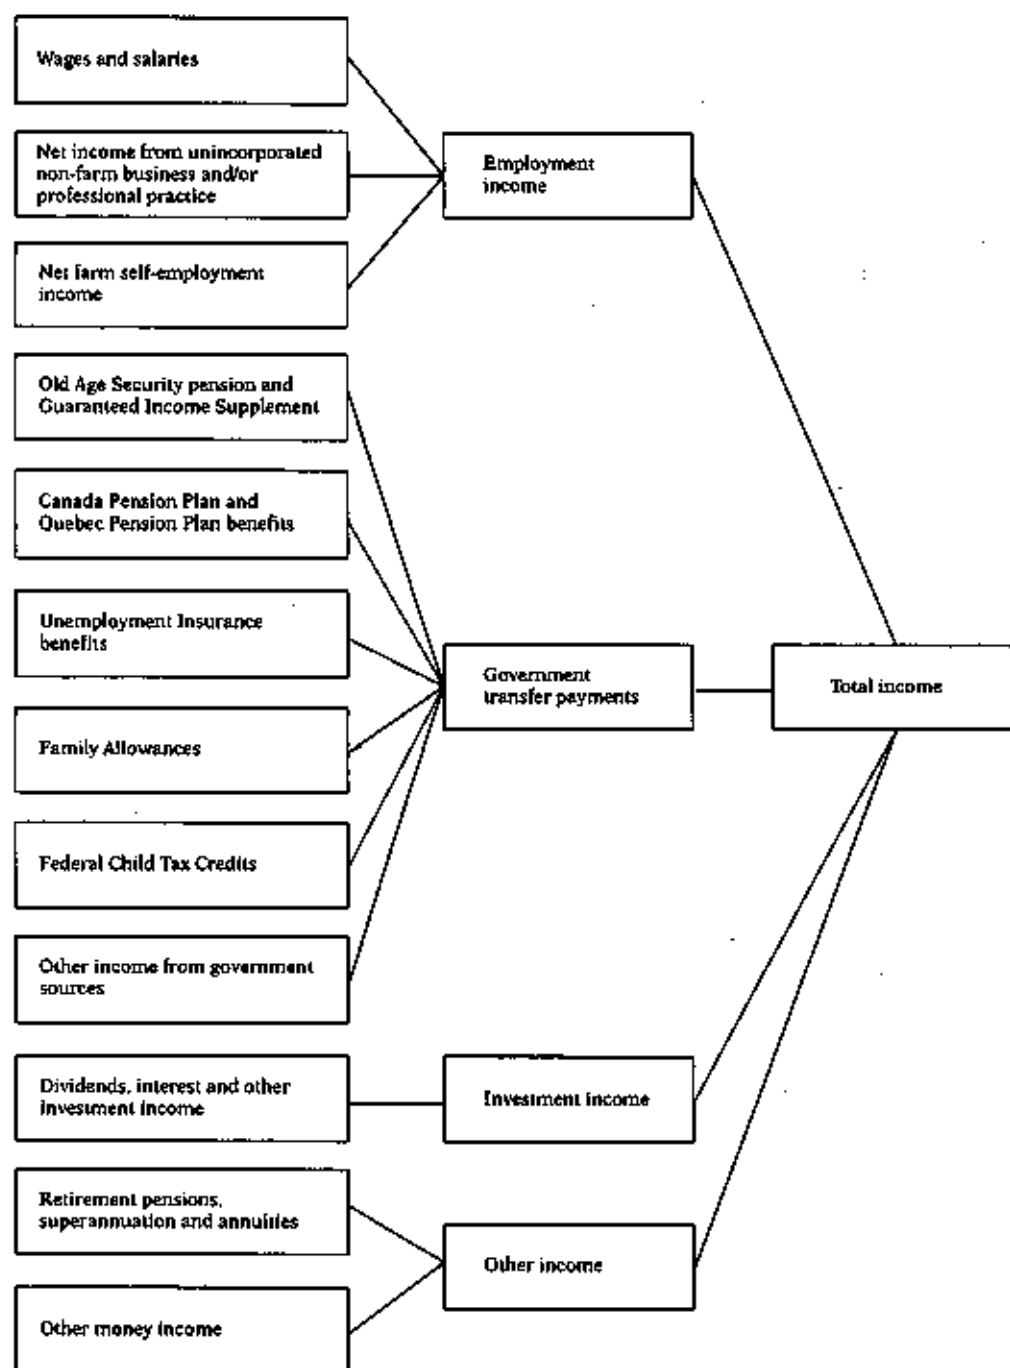 Wages and salaries
Net income from unincorporated
non-farm business and/or
professional practice
Net farm self-employment
income
Old Age Security pension and
Guaranteed Income Supplement
Canada Pension Plan and
Quebec Pension Plan benefits
Unemployment Insurance
benefits
Family Allowances
Federal Child Tax Credits
Other income from government
sources
Dividends, interest and other
investment income
Retirement pensions,
superannuation and annuities
Other money income
Employment
income
Government
transfer payments
Investment income
Other income
Total income